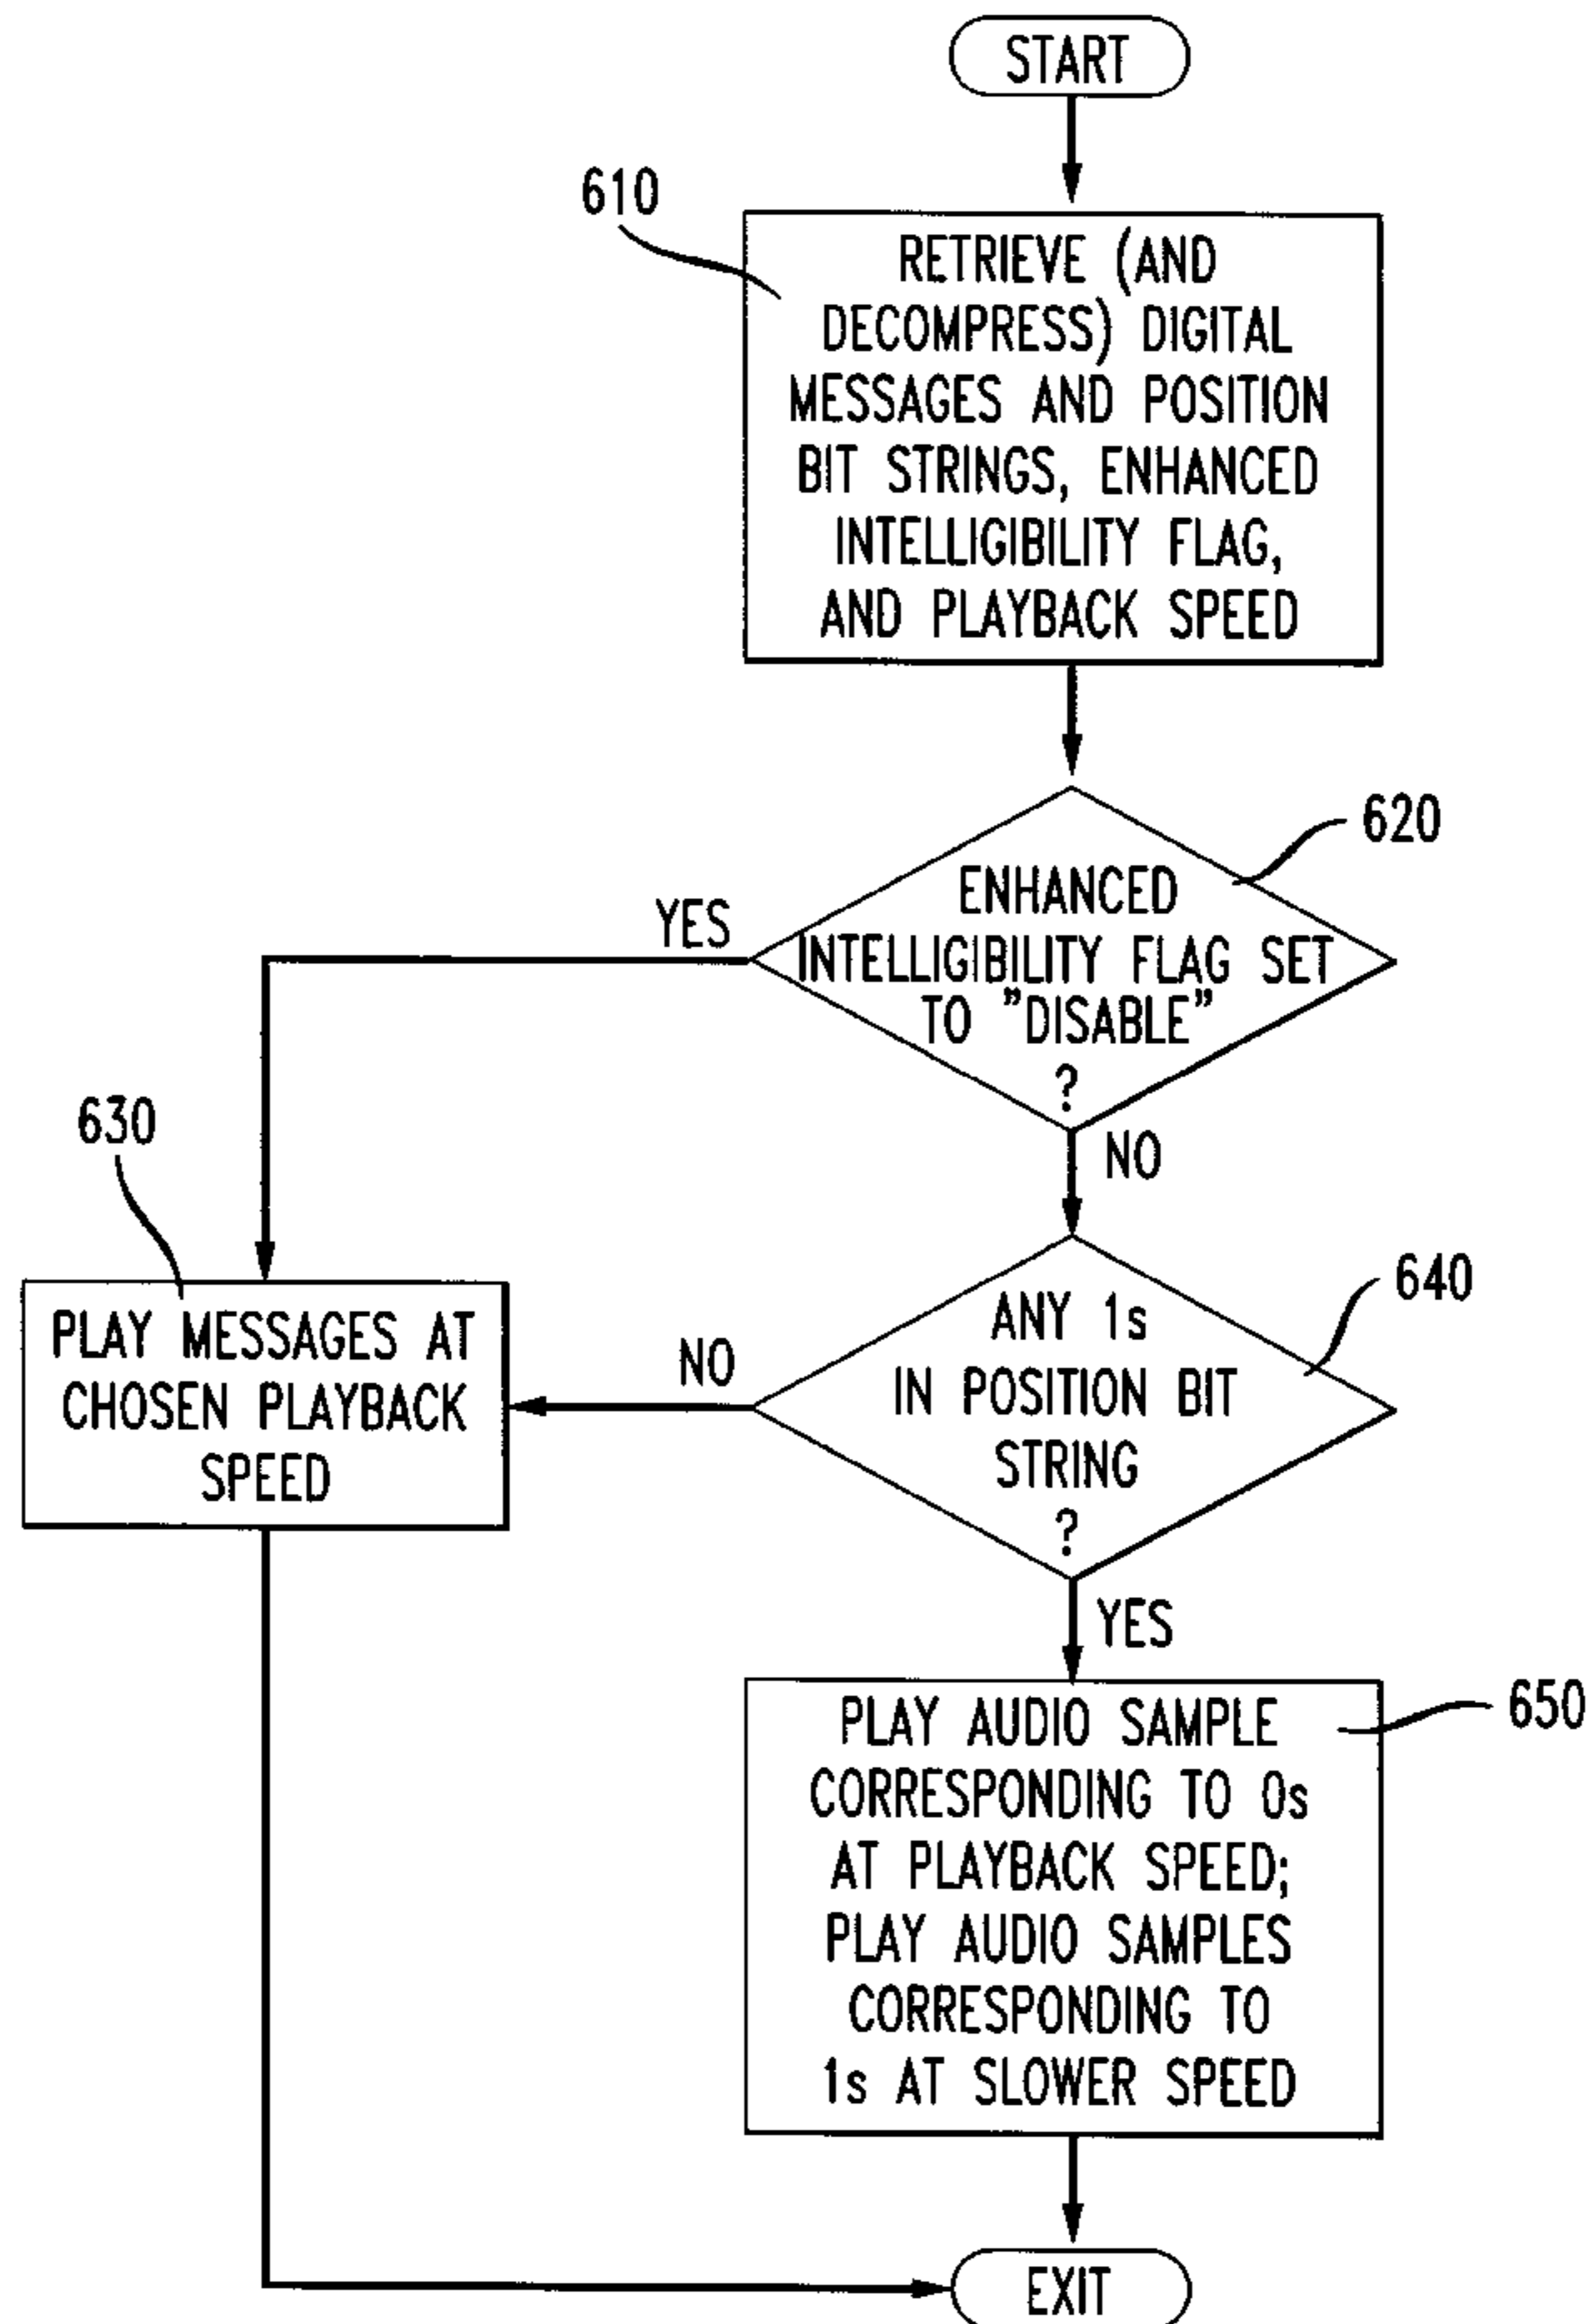 START
610
RETRIEVE (AND
DECOMPRESS) DIGITAL
MESSAGES AND POSITION
BIT STRINGS, ENHANCED
INTELLIGIBILITY FLAG,
AND PLAYBACK SPEED
620
ENHANCED
INTELLIGIBILITY FLAG SET
TO "DISABLE"
?
YES
NO
630
PLAY MESSAGES AT
CHOSEN PLAYBACK
SPEED
640
ANY 1s
IN POSITION BIT
STRING
?
NO
YES
650
PLAY AUDIO SAMPLE
CORRESPONDING TO 0s
AT PLAYBACK SPEED;
PLAY AUDIO SAMPLES
CORRESPONDING TO
1s AT SLOWER SPEED
EXIT